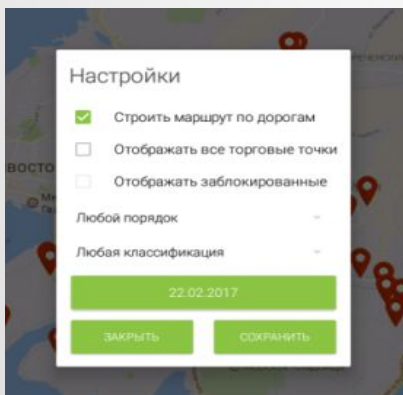 Настройки
Строить маршрут по дорогам
Отображать все торговые точки
Отображать заблокированные
Любой порядок
Любая классификация
22.02.2017
ЗАКРЫТЬ
СОХРАНИТЬ